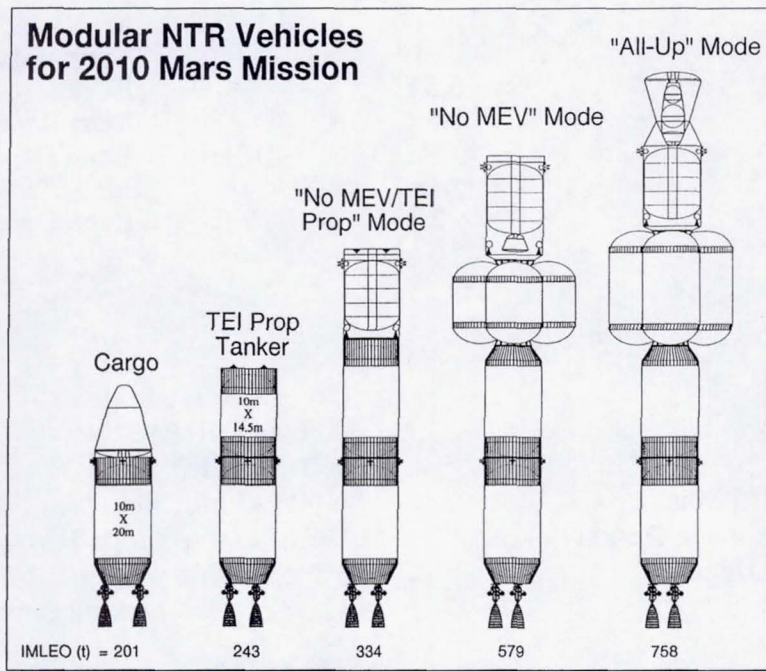 Modular NTR Vehicles
for 2010 Mars Mission
"All-Up" Mode
"No MEV" Mode
"No MEV/TEI
Prop" Mode
TEI Prop
Tanker
Cargo
10m
X
14.5m
10m
X
20m
IMLEO (t) = 201
243
334
579
758